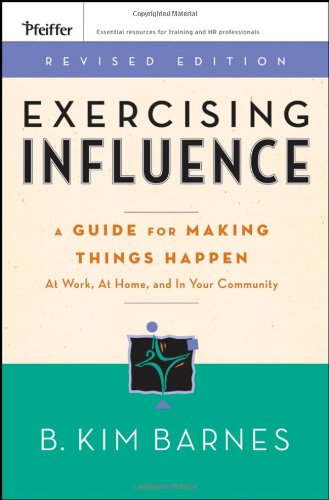 Pfeiffer
Essential resources for training and HR professionals
REVISED EDITION
EXERCISING
INFLUENCE
A GUIDE FOR MAKING
THINGS HAPPEN
At Work, At Home, and In Your Community
B. KIM BARNES